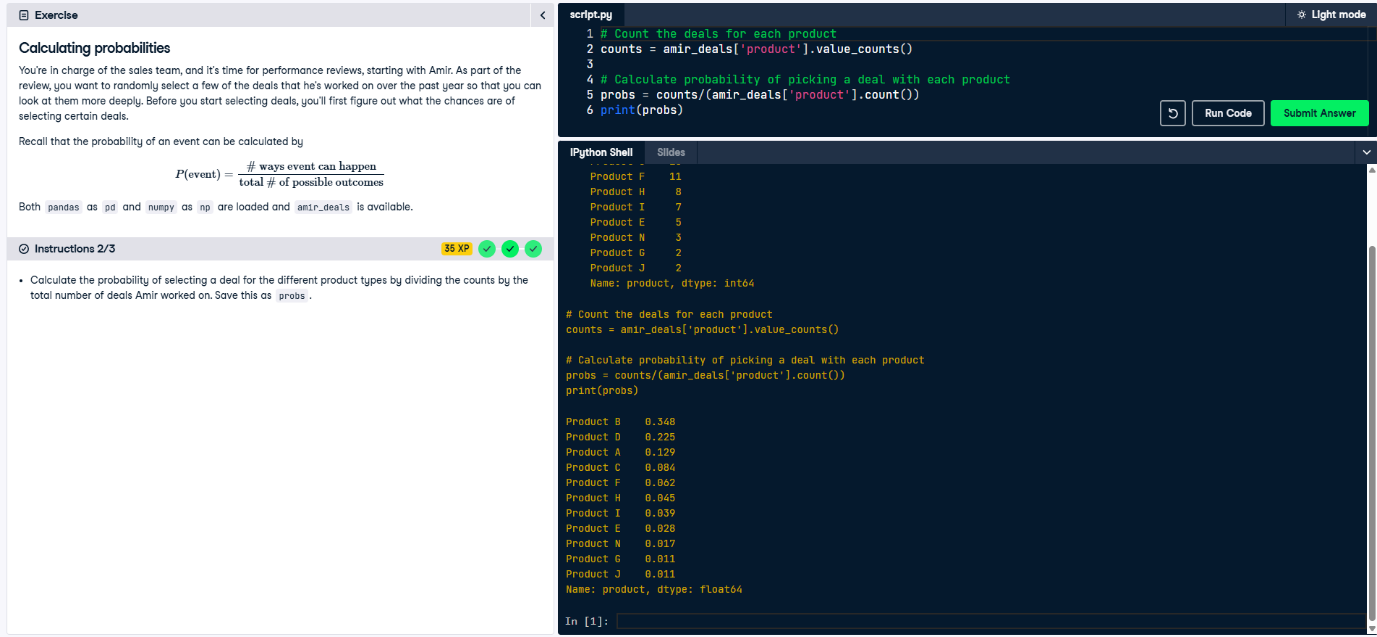 Exercise
Calculating probabilities
You're in charge of the sales team, and it's time for performance reviews, starting with Amir. As part of the
review, you want to randomly select a few of the deals that he's worked on over the past year so that you can
look at them more deeply. Before you start selecting deals, you'll first figure out what the chances are of
selecting certain deals.
Recall that the probability of an event can be calculated by
P(event) = # ways event can happen / total # of possible outcomes
Both pandas as pd and numpy as np are loaded and amir_deals is available.
Instructions 2/3
35 XP
• Calculate the probability of selecting a deal for the different product types by dividing the counts by the
total number of deals Amir worked on. Save this as probs .
script.py
Light mode
1 # Count the deals for each product
2 counts = amir_deals['product'].value_counts()
3
4 # Calculate probability of picking a deal with each product
5 probs = counts/(amir_deals['product'].count())
6 print(probs)
Run Code
Submit Answer
IPython Shell
Slides
Product F 11
Product H 8
Product I 7
Product E 5
Product N 3
Product G 2
Product J 2
Name: product, dtype: int64
# Count the deals for each product
counts = amir_deals['product'].value_counts()
# Calculate probability of picking a deal with each product
probs = counts/(amir_deals['product'].count())
print(probs)
Product B 0.348
Product D 0.225
Product A 0.129
Product C 0.084
Product F 0.062
Product H 0.045
Product I 0.039
Product E 0.028
Product N 0.017
Product G 0.011
Product J 0.011
Name: product, dtype: float64
In [1]: